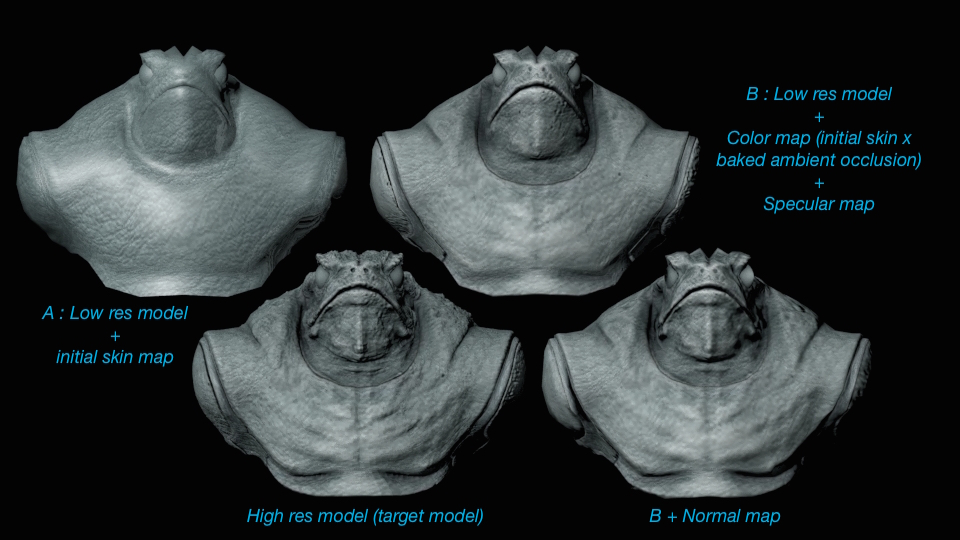 B : Low res model
+
Color map (initial skin x
baked ambient occlusion)
+
Specular map
A : Low res model
+
initial skin map
High res model (target model)
B + Normal map